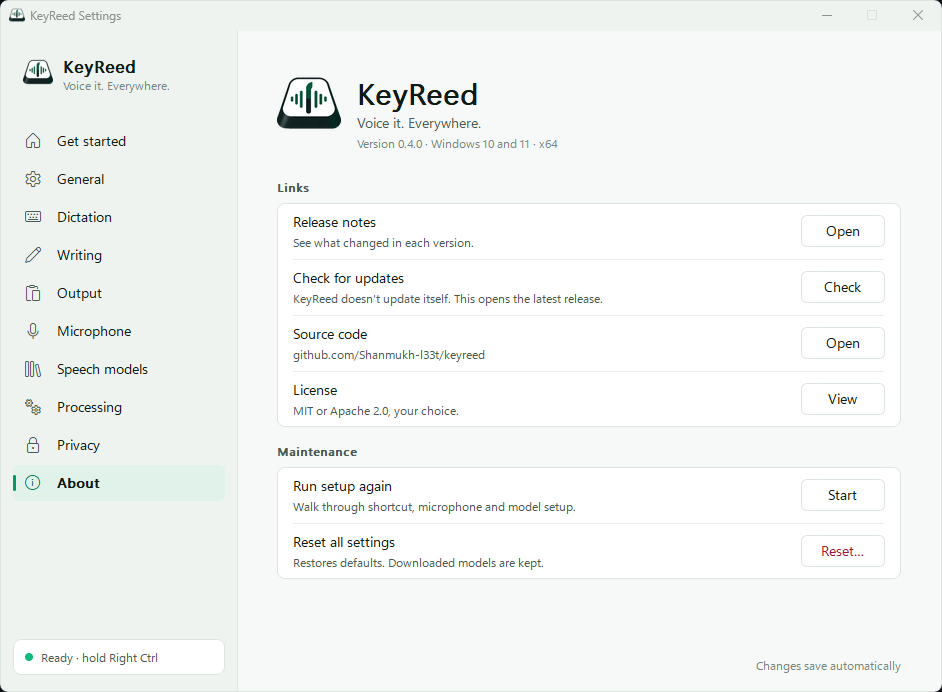 KeyReed Settings
KeyReed
Voice it. Everywhere.
Get started
General
Dictation
Writing
Output
Microphone
Speech models
Processing
Privacy
About
Ready · hold Right Ctrl
KeyReed
Voice it. Everywhere.
Version 0.4.0 · Windows 10 and 11 · x64
Links
Release notes
See what changed in each version.
Open
Check for updates
KeyReed doesn't update itself. This opens the latest release.
Check
Source code
github.com/Shanmukh-l33t/keyreed
Open
License
MIT or Apache 2.0, your choice.
View
Maintenance
Run setup again
Walk through shortcut, microphone and model setup.
Start
Reset all settings
Restores defaults. Downloaded models are kept.
Reset...
Changes save automatically